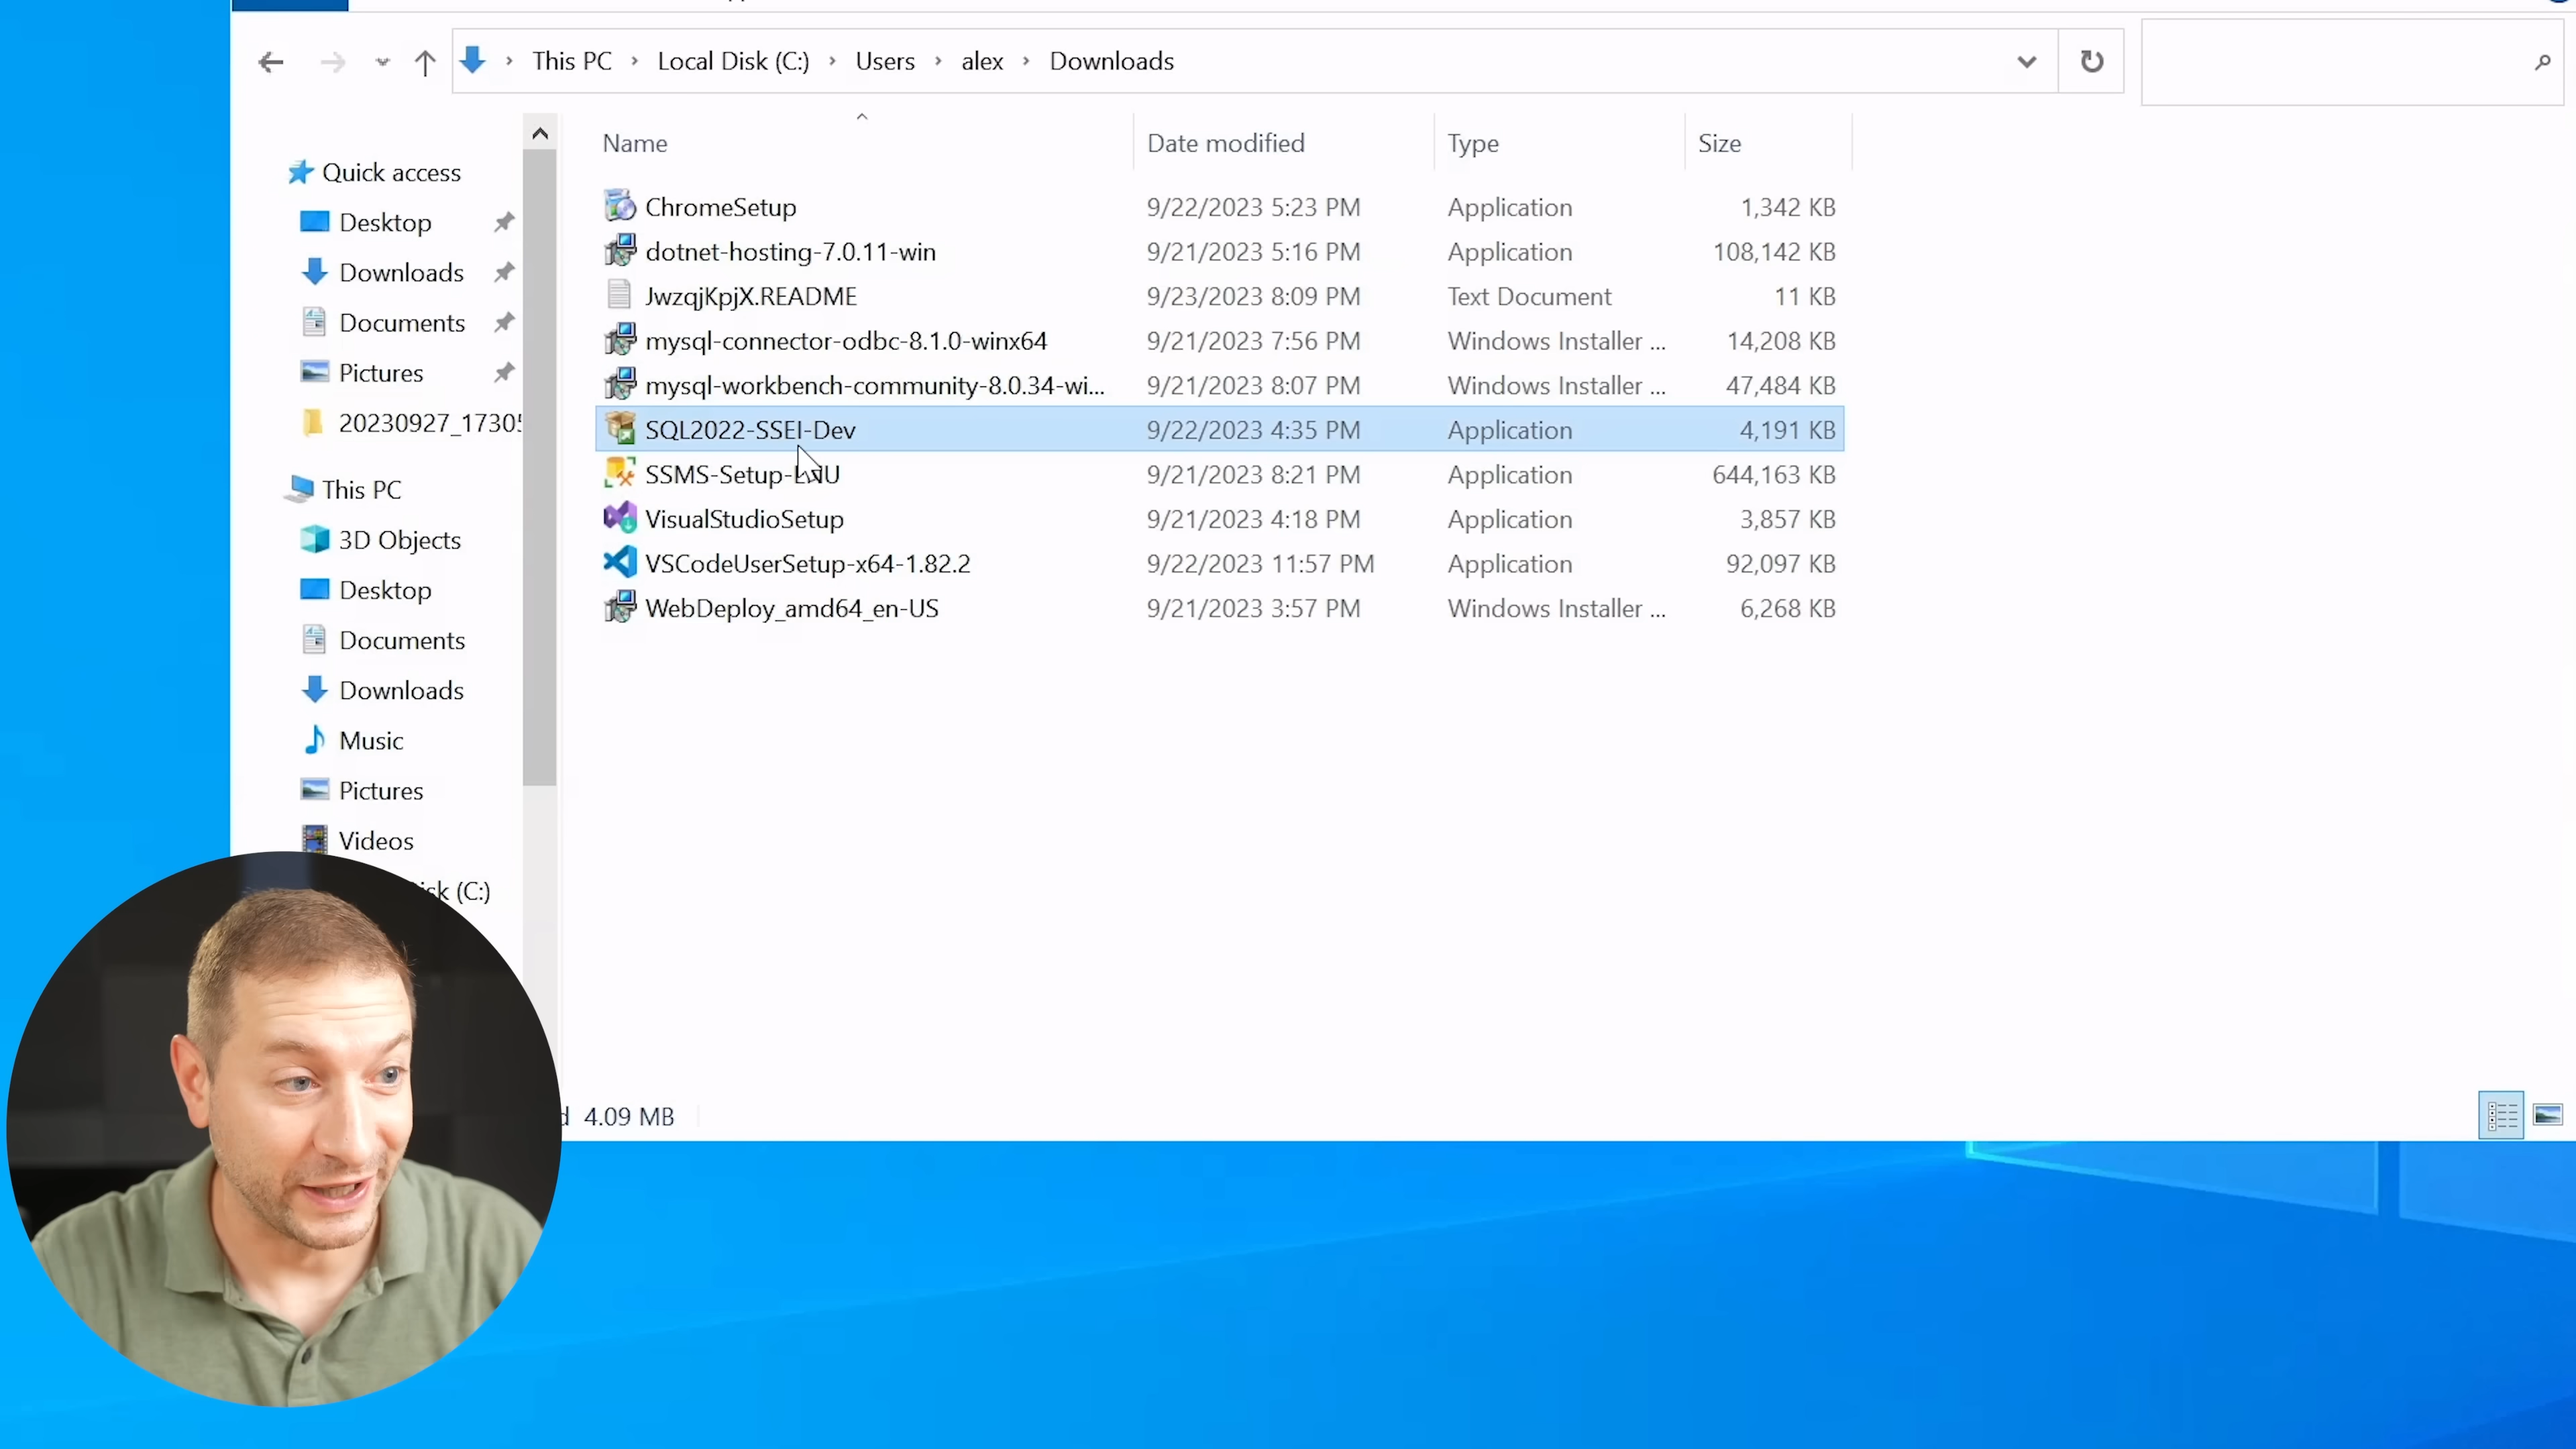 This PC › Local Disk (C:) › Users › alex › Downloads
Name Date modified Type Size
Quick access
Desktop
Downloads
Documents
Pictures
20230927_1730
This PC
3D Objects
Desktop
Documents
Downloads
Music
Pictures
Videos
isk (C:)
ChromeSetup 9/22/2023 5:23 PM Application 1,342 KB
dotnet-hosting-7.0.11-win 9/21/2023 5:16 PM Application 108,142 KB
JwzqjKpjX.README 9/23/2023 8:09 PM Text Document 11 KB
mysql-connector-odbc-8.1.0-winx64 9/21/2023 7:56 PM Windows Installer ... 14,208 KB
mysql-workbench-community-8.0.34-wi... 9/21/2023 8:07 PM Windows Installer ... 47,484 KB
SQL2022-SSEI-Dev 9/22/2023 4:35 PM Application 4,191 KB
SSMS-Setup-ENU 9/21/2023 8:21 PM Application 644,163 KB
VisualStudioSetup 9/21/2023 4:18 PM Application 3,857 KB
VSCodeUserSetup-x64-1.82.2 9/22/2023 11:57 PM Application 92,097 KB
WebDeploy_amd64_en-US 9/21/2023 3:57 PM Windows Installer ... 6,268 KB
d 4.09 MB